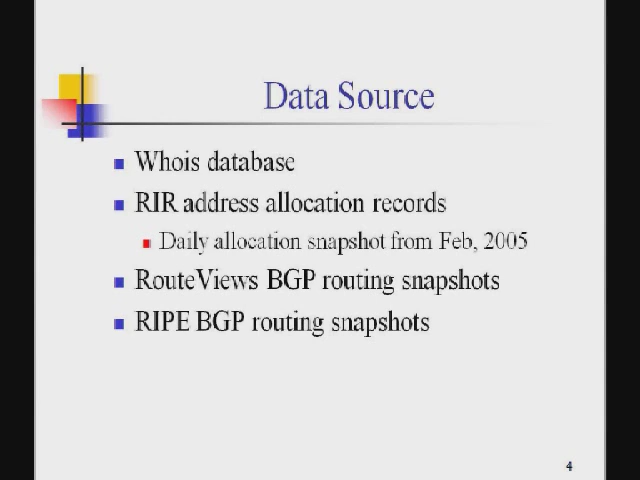 Data Source
Whois database
RIR address allocation records
Daily allocation snapshot from Feb, 2005
RouteViews BGP routing snapshots
RIPE BGP routing snapshots
4